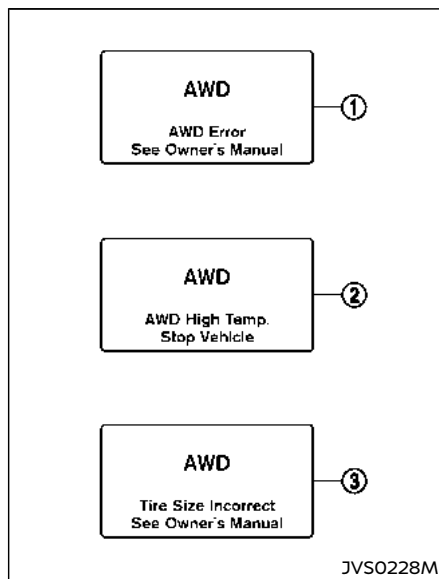 AWD
AWD Error
See Owner's Manual
1
AWD
AWD High Temp.
Stop Vehicle
2
AWD
Tire Size Incorrect
See Owner's Manual
3
JVS0228M